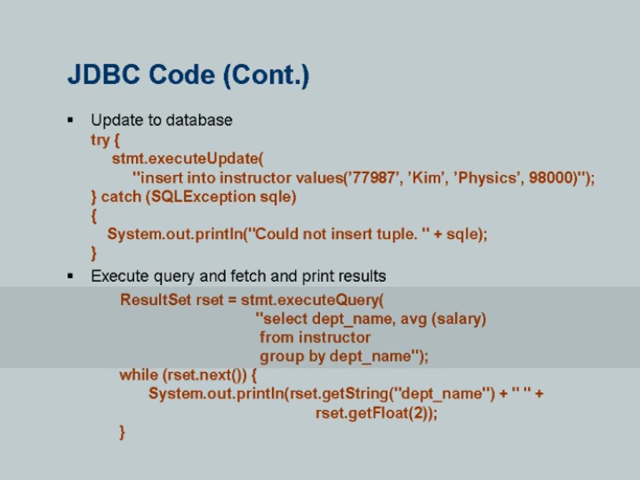 JDBC Code (Cont.)
▪ Update to database
try {
stmt.executeUpdate(
"insert into instructor values(’77987’, ’Kim’, ’Physics’, 98000)");
} catch (SQLException sqle)
{
System.out.println("Could not insert tuple. " + sqle);
}
▪ Execute query and fetch and print results
ResultSet rset = stmt.executeQuery(
"select dept_name, avg (salary)
from instructor
group by dept_name");
while (rset.next()) {
System.out.println(rset.getString("dept_name") + " " +
rset.getFloat(2));
}